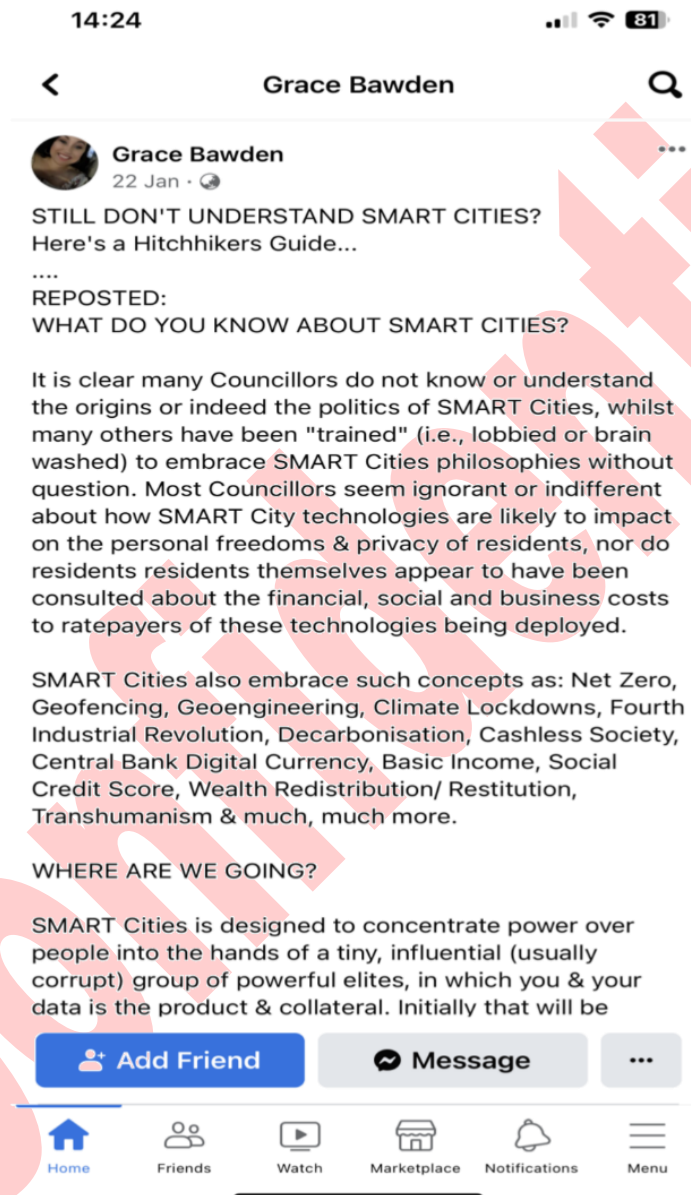 14:24
81
Grace Bawden
Grace Bawden
22 Jan ·
STILL DON'T UNDERSTAND SMART CITIES?
Here's a Hitchhikers Guide...
....
REPOSTED:
WHAT DO YOU KNOW ABOUT SMART CITIES?
It is clear many Councillors do not know or understand
the origins or indeed the politics of SMART Cities, whilst
many others have been "trained" (i.e., lobbied or brain
washed) to embrace SMART Cities philosophies without
question. Most Councillors seem ignorant or indifferent
about how SMART City technologies are likely to impact
on the personal freedoms & privacy of residents, nor do
residents residents themselves appear to have been
consulted about the financial, social and business costs
to ratepayers of these technologies being deployed.
SMART Cities also embrace such concepts as: Net Zero,
Geofencing, Geoengineering, Climate Lockdowns, Fourth
Industrial Revolution, Decarbonisation, Cashless Society,
Central Bank Digital Currency, Basic Income, Social
Credit Score, Wealth Redistribution/ Restitution,
Transhumanism & much, much more.
WHERE ARE WE GOING?
SMART Cities is designed to concentrate power over
people into the hands of a tiny, influential (usually
corrupt) group of powerful elites, in which you & your
data is the product & collateral. Initially that will be
Add Friend
Message
Home
Friends
Watch
Marketplace
Notifications
Menu
onfidenti